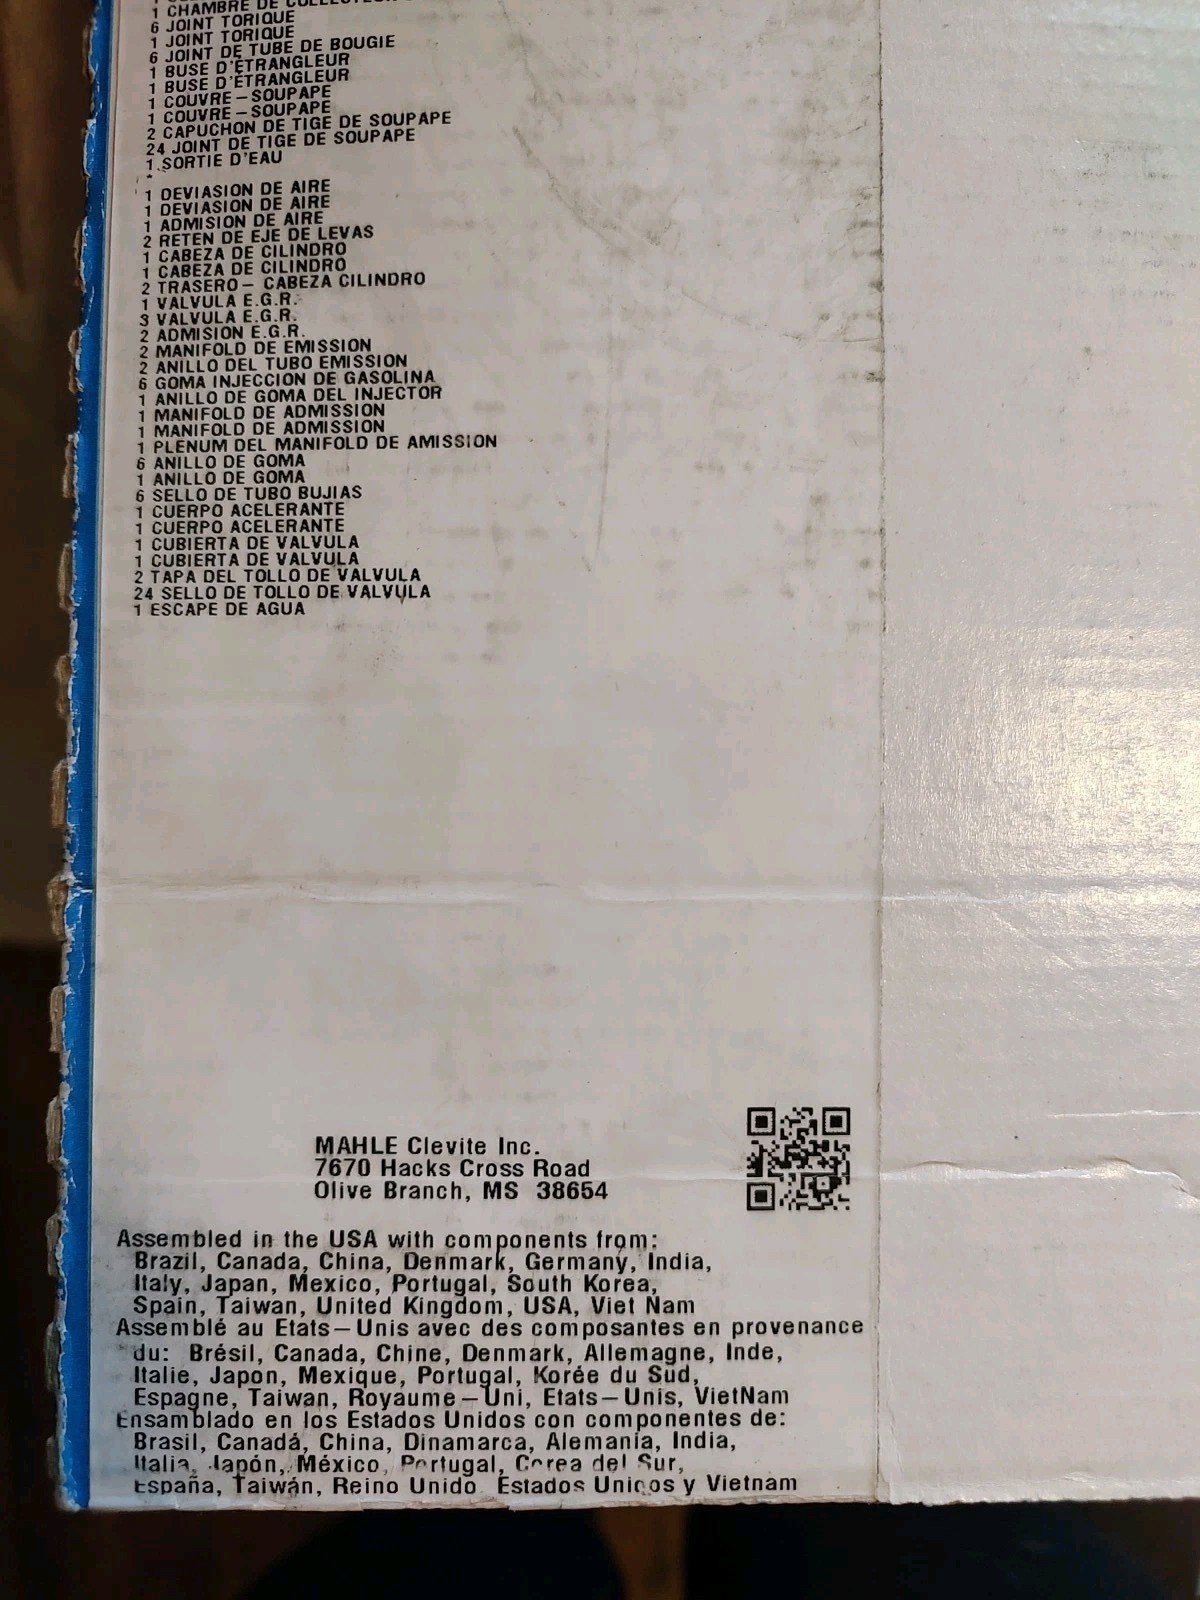 1 CHAMBRE DE COLLECTEUR
6 JOINT TORIQUE
1 JOINT TORIQUE
6 JOINT DE TUBE DE BOUGIE
1 BUSE D'ÉTRANGLEUR
1 BUSE D'ÉTRANGLEUR
1 COUVRE-SOUPAPE
1 COUVRE-SOUPAPE
2 CAPUCHON DE TIGE DE SOUPAPE
24 JOINT DE TIGE DE SOUPAPE
1 SORTIE D'EAU
1 DEVIASION DE AIRE
1 DEVIASION DE AIRE
1 ADMISION DE AIRE
2 RETEN DE EJE DE LEVAS
1 CABEZA DE CILINDRO
1 CABEZA DE CILINDRO
2 TRASERO- CABEZA CILINDRO
1 VALVULA E.G.R.
3 VALVULA E.G.R.
2 ADMISION E.G.R.
2 MANIFOLD DE EMISSION
2 ANILLO DEL TUBO EMISSION
6 GOMA INJECCION DE GASOLINA
1 ANILLO DE GOMA DEL INJECTOR
1 MANIFOLD DE ADMISSION
1 MANIFOLD DE ADMISSION
1 PLENUM DEL MANIFOLD DE AMISSION
6 ANILLO DE GOMA
1 ANILLO DE GOMA
6 SELLO DE TUBO BUJIAS
1 CUERPO ACELERANTE
1 CUERPO ACELERANTE
1 CUBIERTA DE VALVULA
1 CUBIERTA DE VALVULA
2 TAPA DEL TOLLO DE VALVULA
24 SELLO DE TOLLO DE VALVULA
1 ESCAPE DE AGUA
MAHLE Clevite Inc.
7670 Hacks Cross Road
Olive Branch, MS 38654
Assembled in the USA with components from:
Brazil, Canada, China, Denmark, Germany, India,
Italy, Japan, Mexico, Portugal, South Korea,
Spain, Taiwan, United Kingdom, USA, Viet Nam
Assemblé au Etats-Unis avec des composantes en provenance
du: Brésil, Canada, Chine, Denmark, Allemagne, Inde,
Italie, Japon, Mexique, Portugal, Korée du Sud,
Espagne, Taiwan, Royaume-Uni, Etats-Unis, VietNam
Ensamblado en los Estados Unidos con componentes de:
Brasil, Canadá, China, Dinamarca, Alemania, India,
Italia, Japón, México, Portugal, Corea del Sur,
España, Taiwán, Reino Unido Estados Unidos y Vietnam